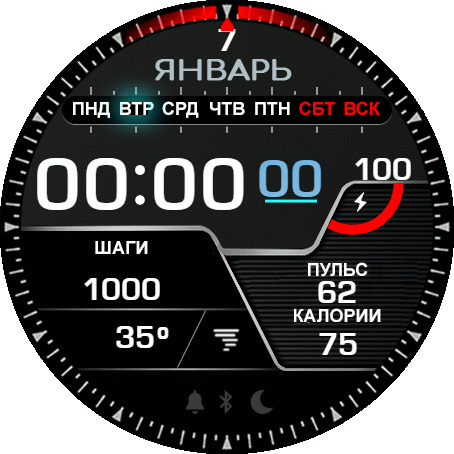 7
ЯНВАРЬ
ПНД ВТР СРД ЧТВ ПТН СБТ ВСК
00:00 00
100
ШАГИ
1000
35º
ПУЛЬС
62
КАЛОРИИ
75